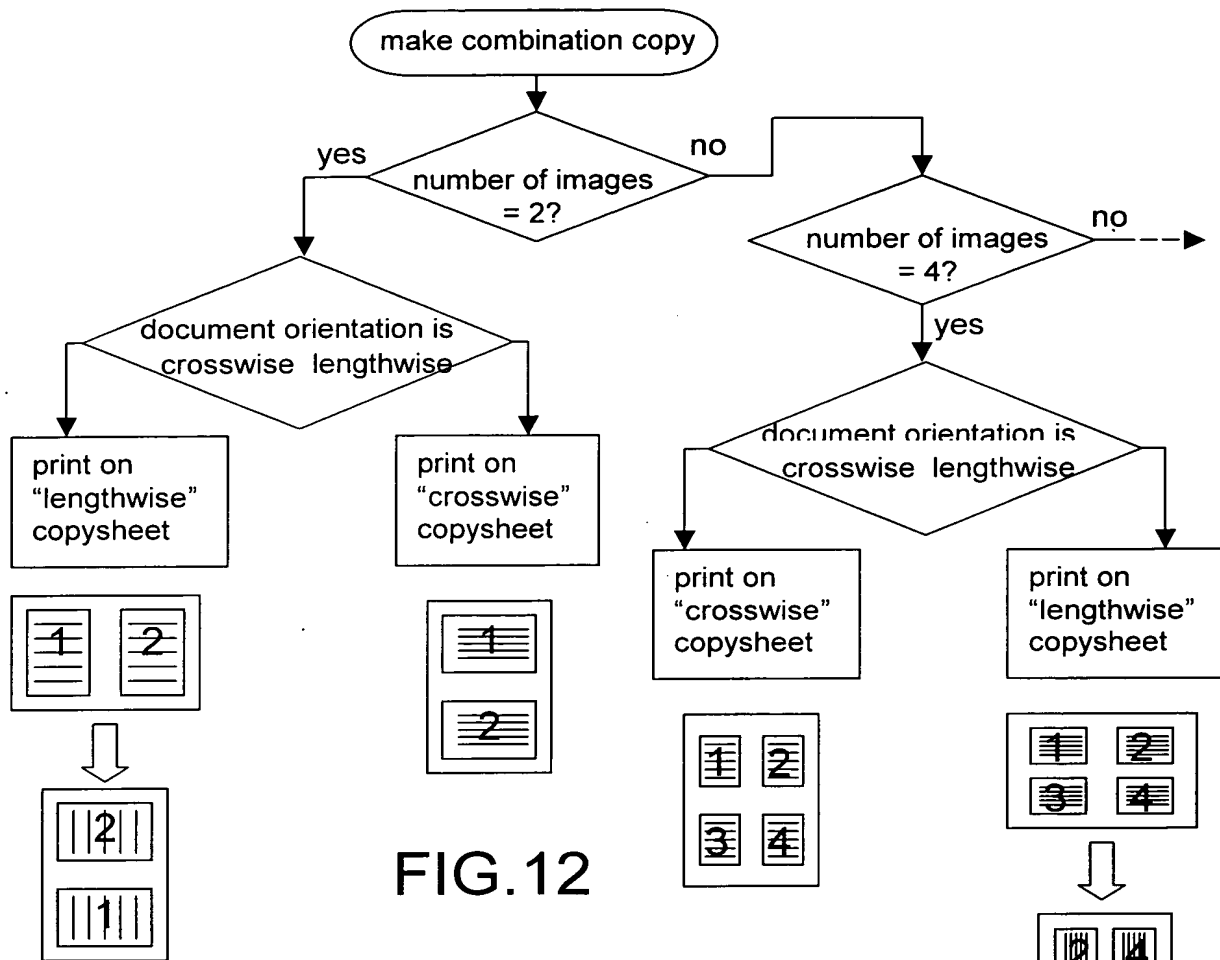 make combination copy
yes
number of images
= 2?
no
number of images
= 4?
no
yes
document orientation is
crosswise lengthwise
document orientation is
crosswise lengthwise
print on
“lengthwise”
copysheet
print on
“crosswise”
copysheet
print on
“crosswise”
copysheet
print on
“lengthwise”
copysheet
1 2
1
2
1 2
3 4
1 2
3 4
2
1
2 4
FIG.12